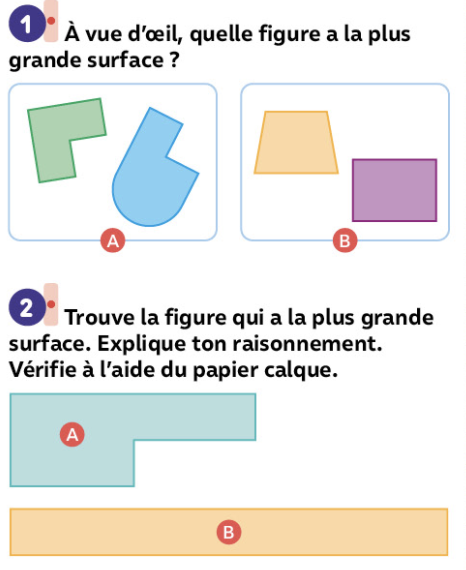 1 À vue d’œil, quelle figure a la plus
grande surface ?
A
B
2 Trouve la figure qui a la plus grande
surface. Explique ton raisonnement.
Vérifie à l’aide du papier calque.
A
B